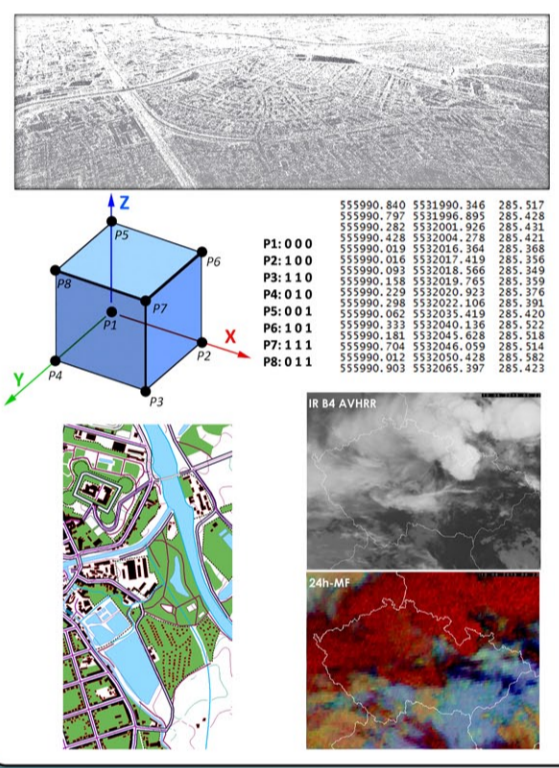 Z
P5
P6
P8
P7
P1
X
P2
Y
P4
P3
P1: 0 0 0
P2: 1 0 0
P3: 1 1 0
P4: 0 1 0
P5: 0 0 1
P6: 1 0 1
P7: 1 1 1
P8: 0 1 1
555990.840 5531990.346 285.517
555990.797 5531996.895 285.428
555990.282 5532001.926 285.431
555990.428 5532004.278 285.421
555990.019 5532016.364 285.368
555990.016 5532017.419 285.356
555990.093 5532018.566 285.349
555990.158 5532019.765 285.359
555990.229 5532020.923 285.376
555990.298 5532022.106 285.391
555990.062 5532035.419 285.420
555990.333 5532040.136 285.522
555990.181 5532045.628 285.518
555990.704 5532046.059 285.514
555990.012 5532050.428 285.582
555990.903 5532065.397 285.423
IR B4 AVHRR
24h-MF